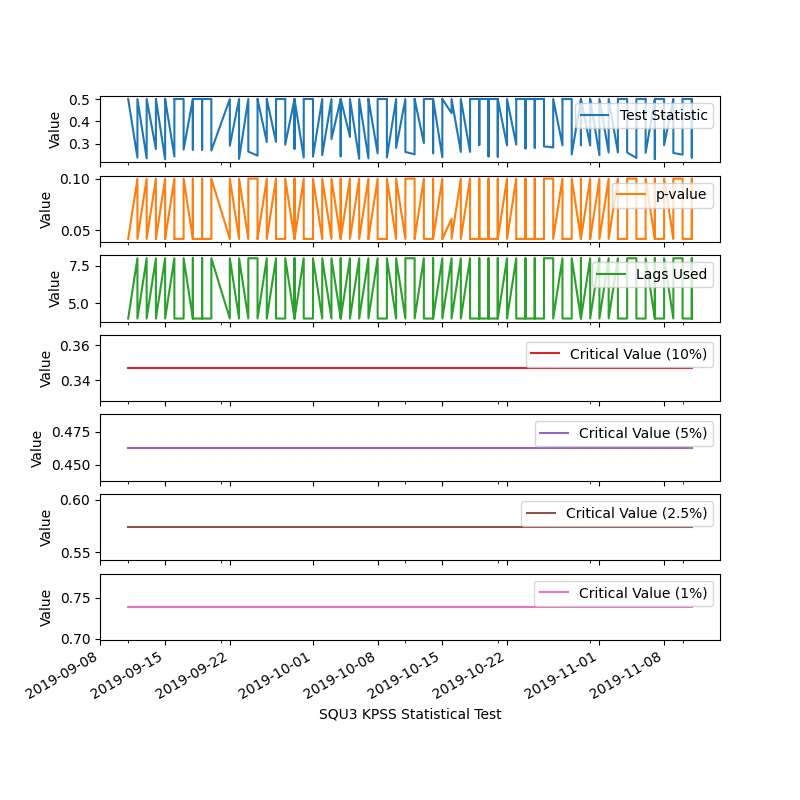 0.5
0.4
0.3
Value
Test Statistic
0.10
0.05
Value
p-value
7.5
5.0
Value
Lags Used
0.36
0.34
Value
Critical Value (10%)
0.475
0.450
Value
Critical Value (5%)
0.60
0.55
Value
Critical Value (2.5%)
0.75
0.70
Value
Critical Value (1%)
2019-09-08
2019-09-15
2019-09-22
2019-10-01
2019-10-08
2019-10-15
2019-10-22
2019-11-01
2019-11-08
SQU3 KPSS Statistical Test